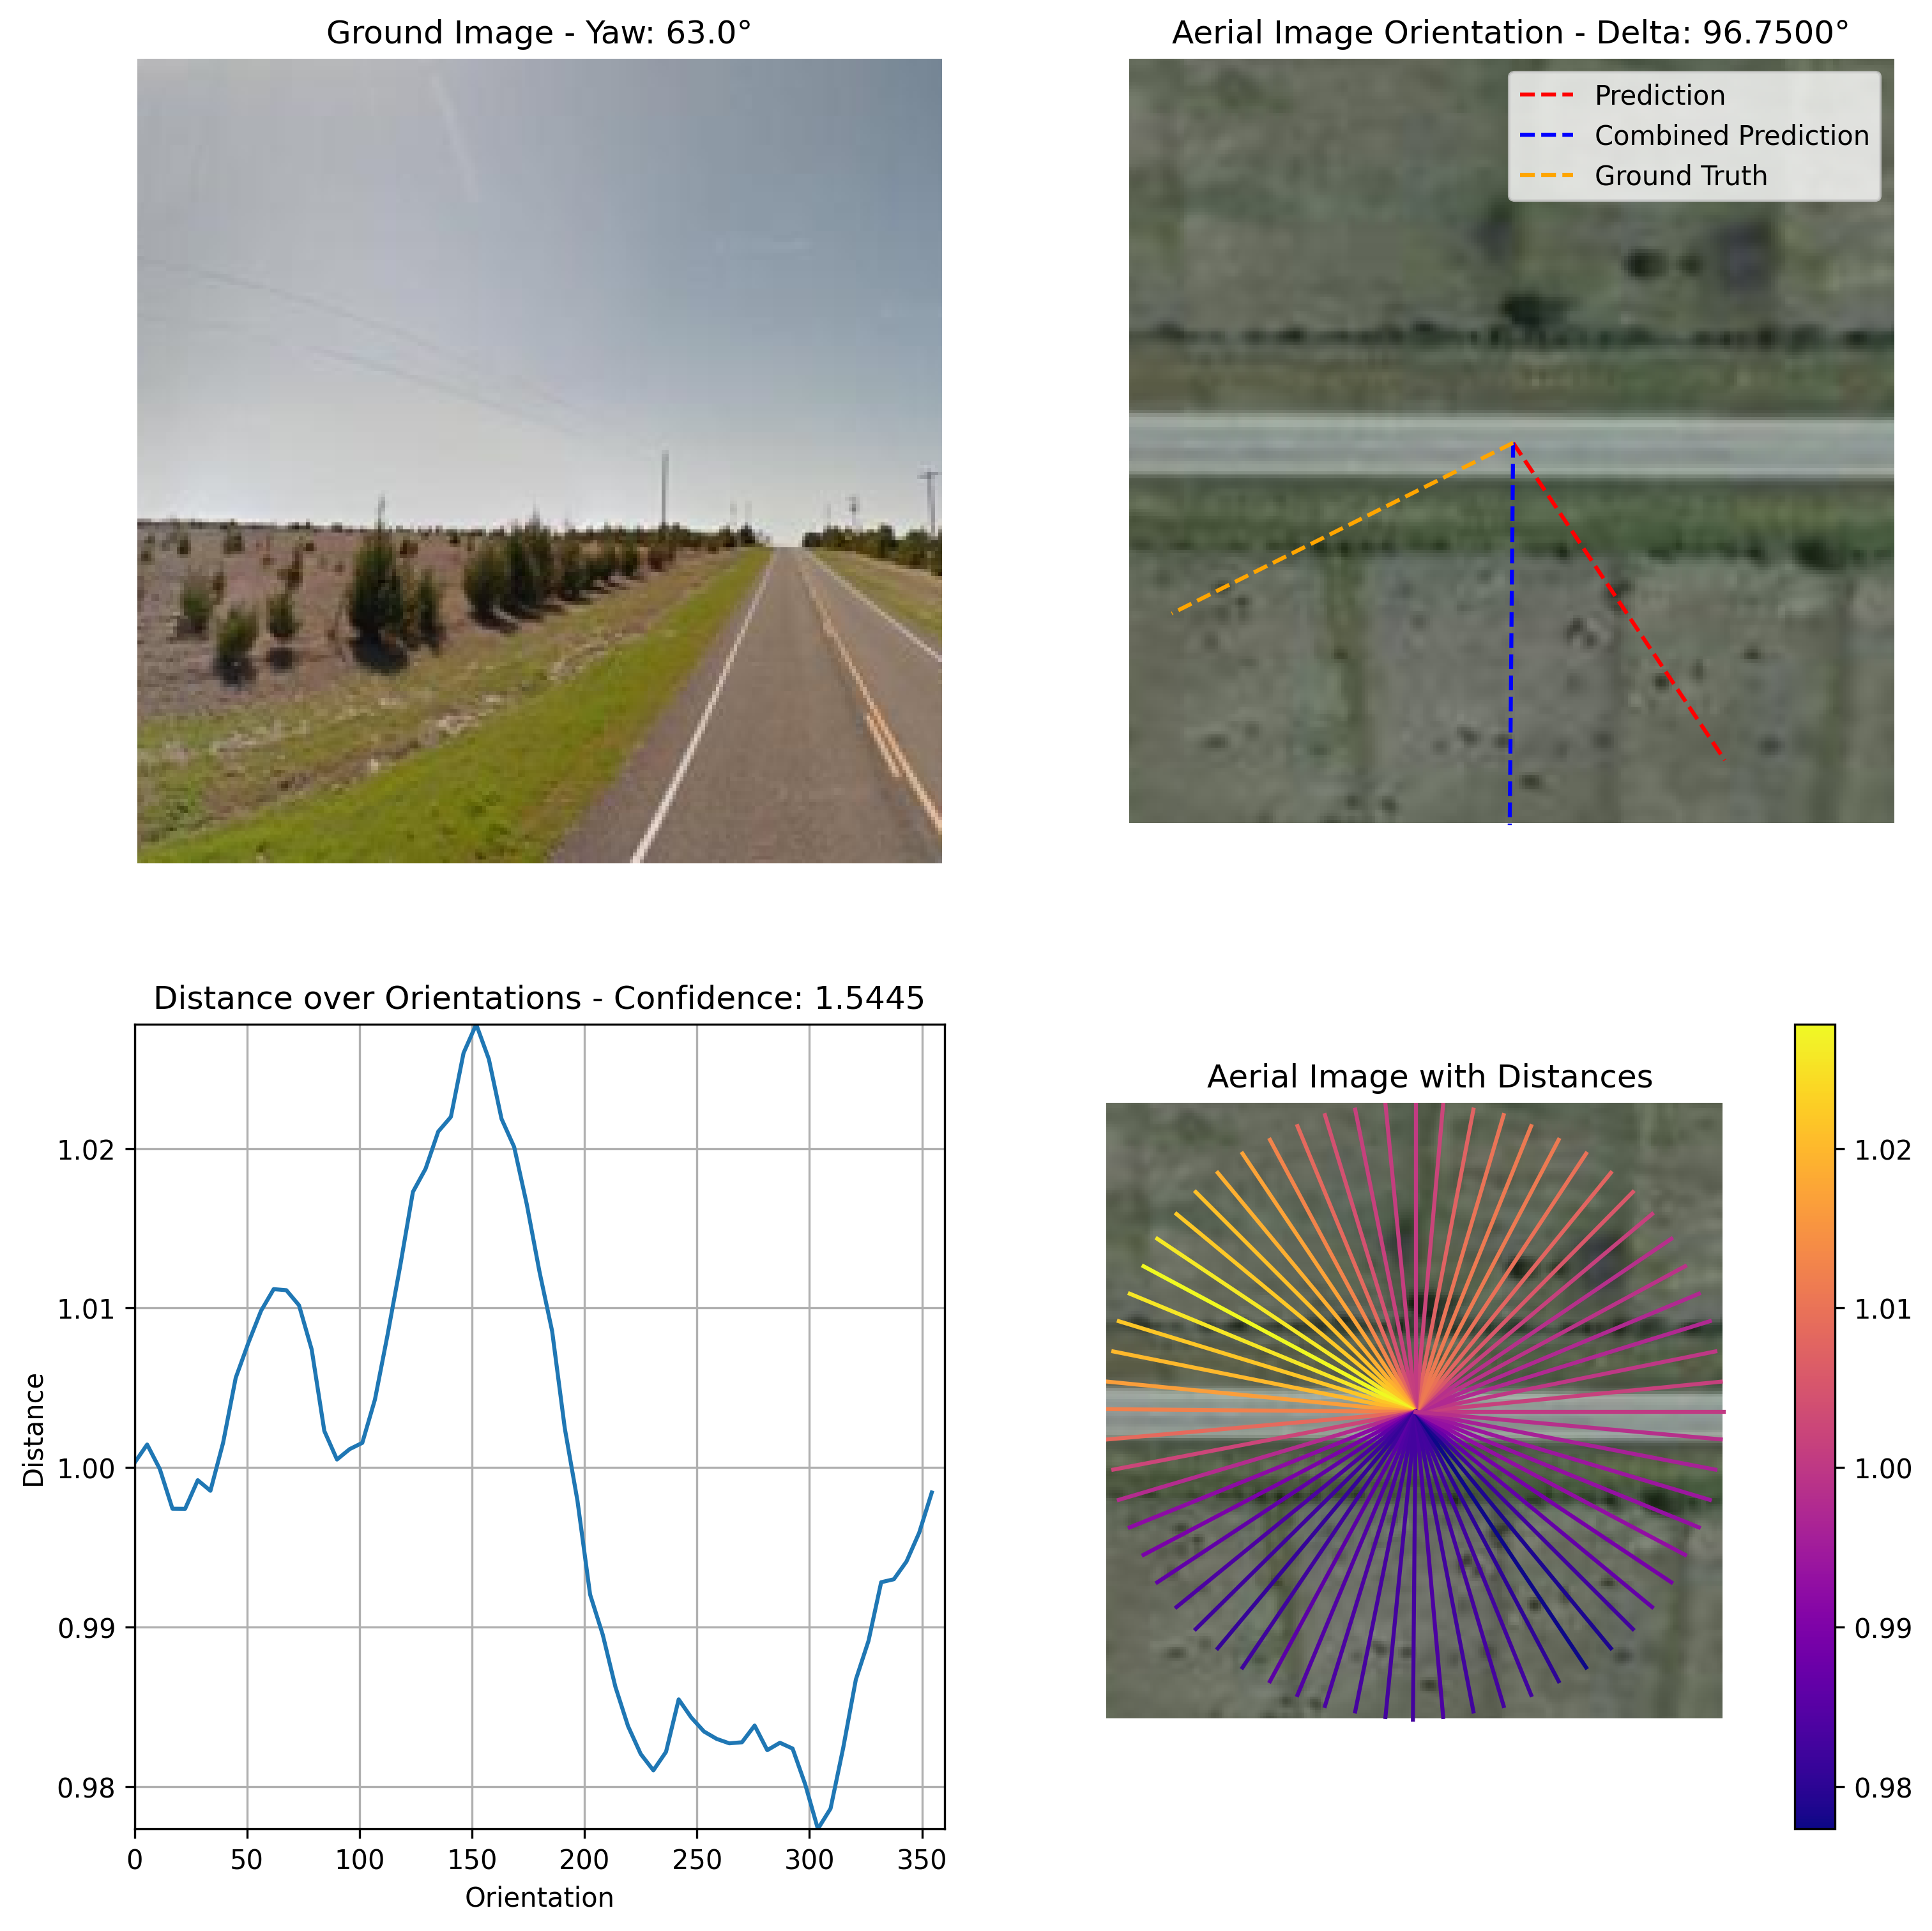 Ground Image - Yaw: 63.0°
Aerial Image Orientation - Delta: 96.7500°
Prediction
Combined Prediction
Ground Truth
Distance over Orientations - Confidence: 1.5445
Distance
1.02
1.01
1.00
0.99
0.98
0 50 100 150 200 250 300 350
Orientation
Aerial Image with Distances
1.02
1.01
1.00
0.99
0.98